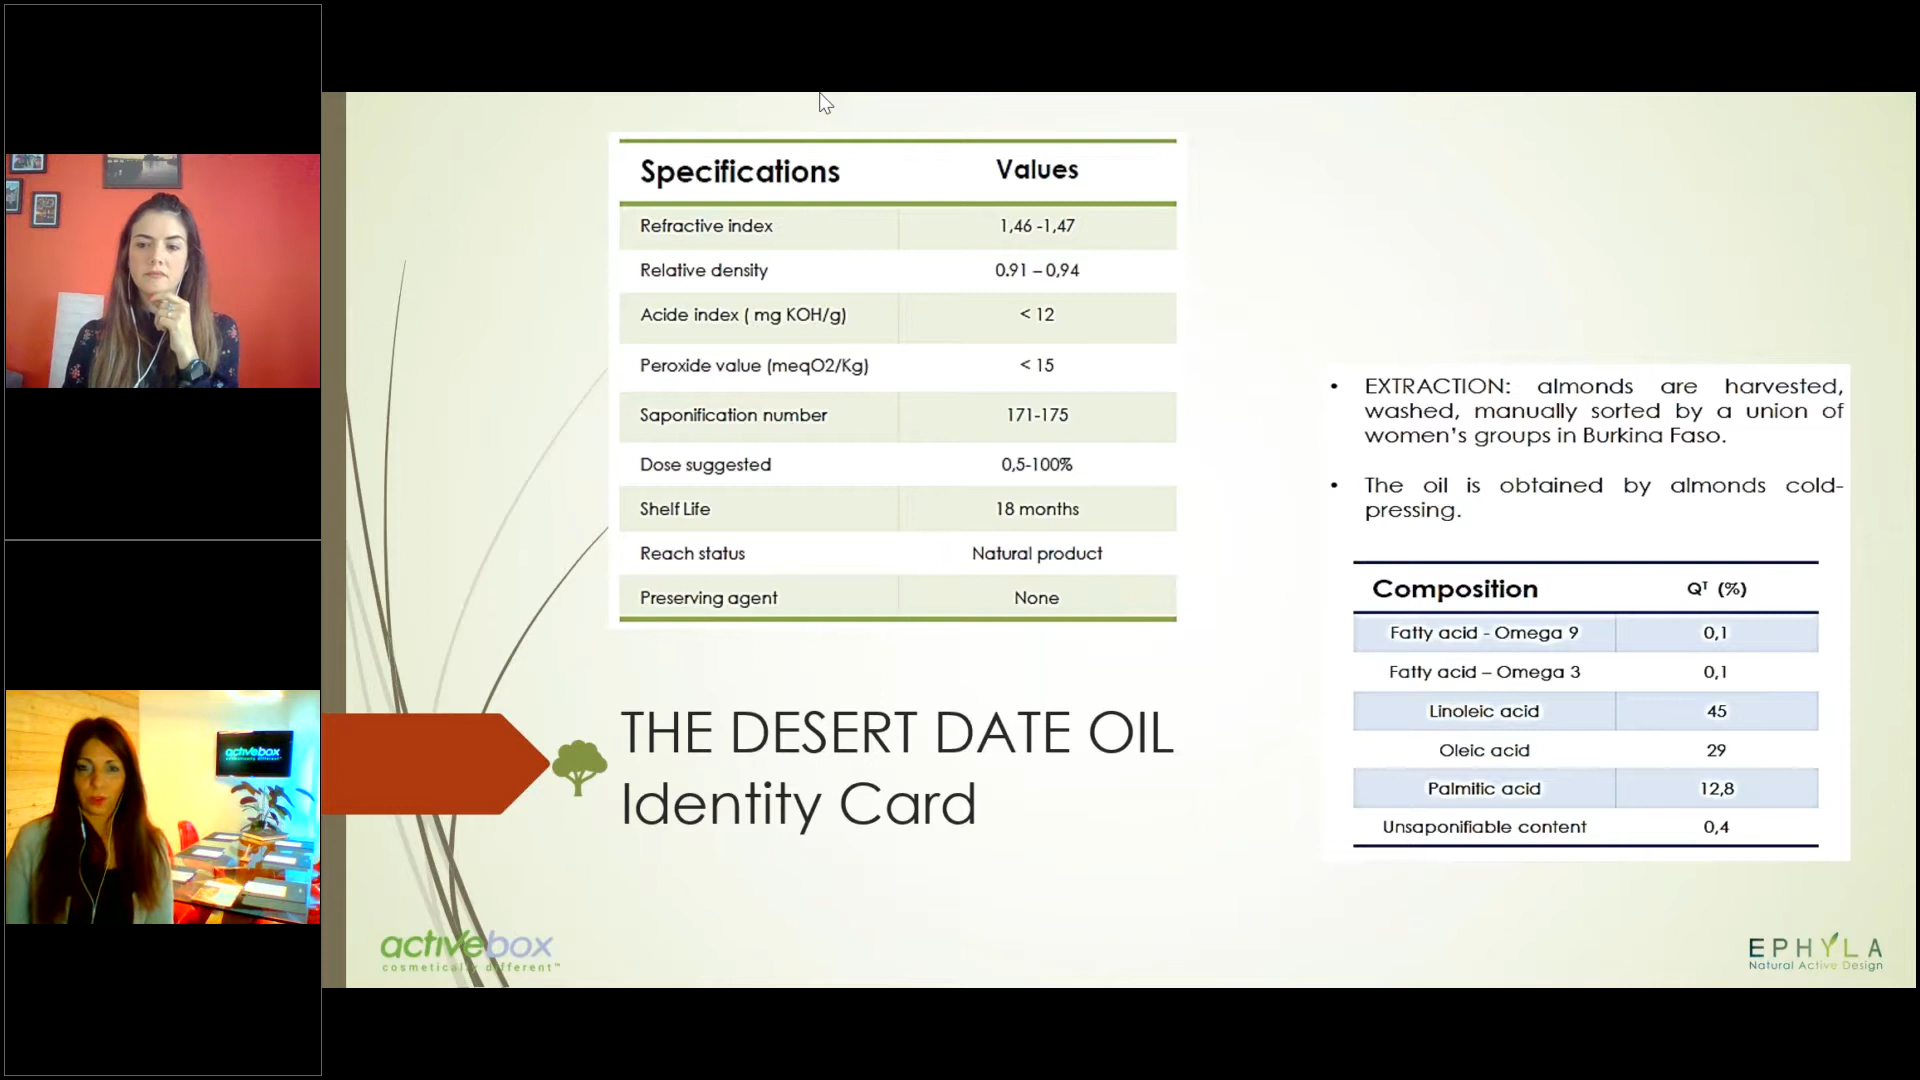 Specifications Values
Refractive index 1,46 -1,47
Relative density 0.91 – 0,94
Acide index ( mg KOH/g) < 12
Peroxide value (meqO2/Kg) < 15
Saponification number 171-175
Dose suggested 0,5-100%
Shelf Life 18 months
Reach status Natural product
Preserving agent None
• EXTRACTION: almonds are harvested,
washed, manually sorted by a union of
women’s groups in Burkina Faso.
• The oil is obtained by almonds cold-
pressing.
Composition Qᵀ (%)
Fatty acid - Omega 9 0,1
Fatty acid – Omega 3 0,1
Linoleic acid 45
Oleic acid 29
Palmitic acid 12,8
Unsaponifiable content 0,4
THE DESERT DATE OIL
Identity Card
activebox
activebox
cosmetically different™
EPHYLA
Natural Active Design